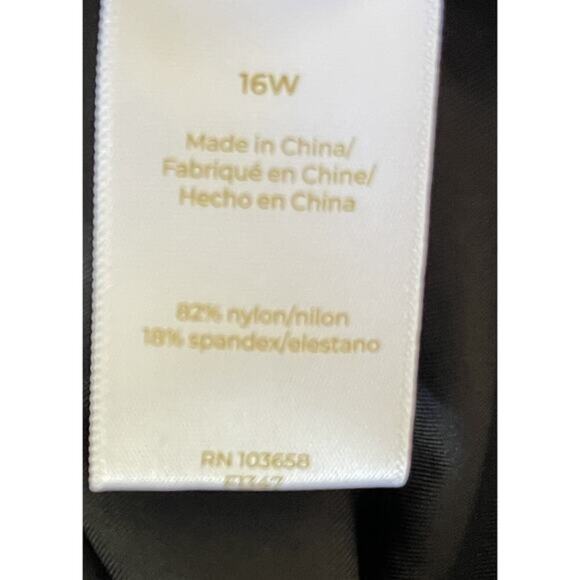 16W
Made in China/
Fabriqué en Chine/
Hecho en China
82% nylon/nilon
18% spandex/elestano
RN 103658